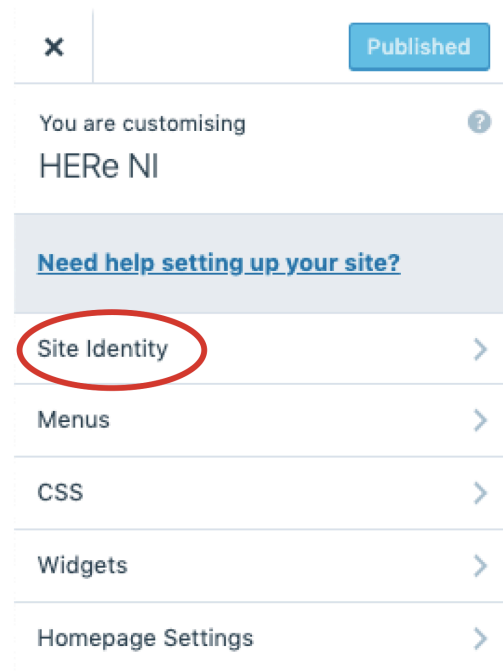 Published
You are customising
HERe NI
Need help setting up your site?
Site Identity
Menus
CSS
Widgets
Homepage Settings